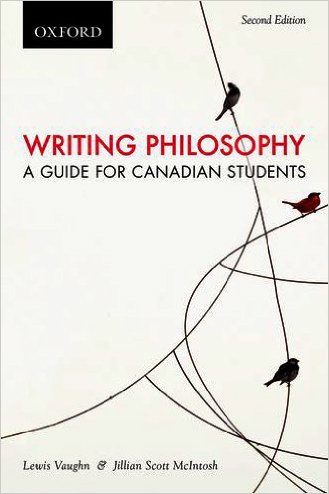 OXFORD
Second Edition
WRITING PHILOSOPHY
A GUIDE FOR CANADIAN STUDENTS
Lewis Vaughn & Jillian Scott McIntosh